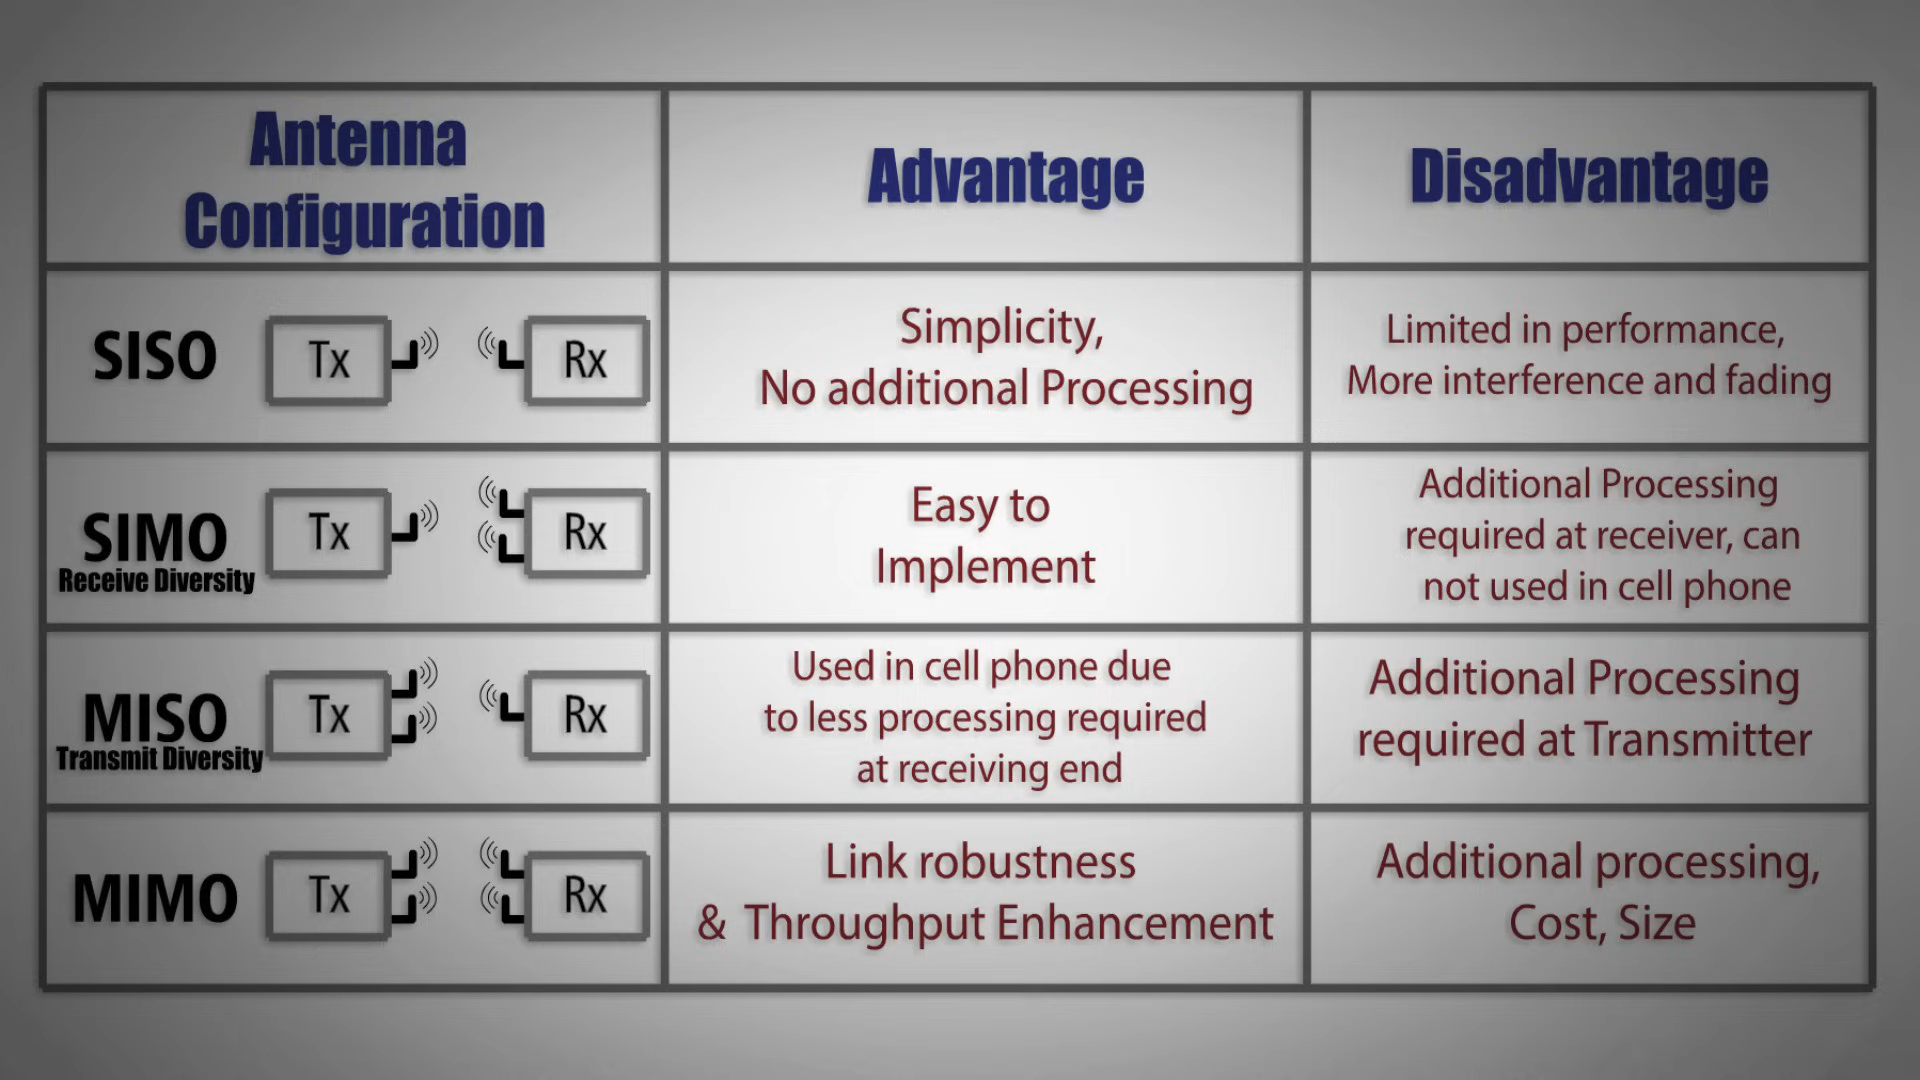 Antenna
Configuration
Advantage
Disadvantage
SISO
Tx
Rx
Simplicity,
No additional Processing
Limited in performance,
More interference and fading
SIMO
Receive Diversity
Tx
Rx
Easy to
Implement
Additional Processing
required at receiver, can
not used in cell phone
MISO
Transmit Diversity
Tx
Rx
Used in cell phone due
to less processing required
at receiving end
Additional Processing
required at Transmitter
MIMO
Tx
Rx
Link robustness
& Throughput Enhancement
Additional processing,
Cost, Size